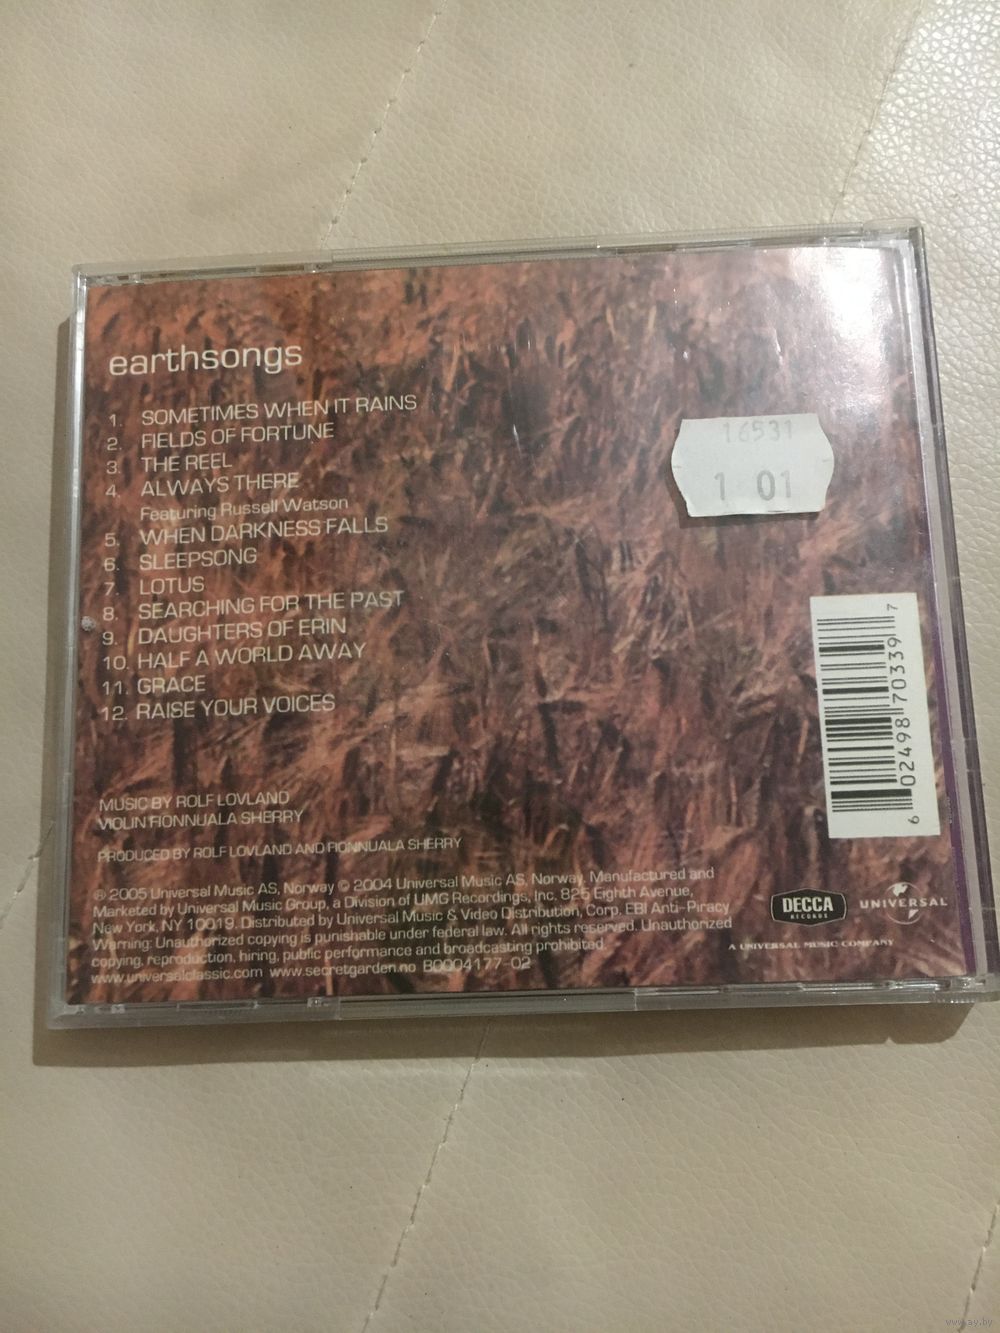 earthsongs
1. SOMETIMES WHEN IT RAINS
2. FIELDS OF FORTUNE
3. THE REEL
4. ALWAYS THERE
Featuring Russell Watson
5. WHEN DARKNESS FALLS
6. SLEEPSONG
7. LOTUS
8. SEARCHING FOR THE PAST
9. DAUGHTERS OF ERIN
10. HALF A WORLD AWAY
11. GRACE
12. RAISE YOUR VOICES
16531
1 01
6 02498 70339 7
MUSIC BY ROLF LOVLAND
VIOLIN FIONNUALA SHERRY
PRODUCED BY ROLF LOVLAND AND FIONNUALA SHERRY
℗ 2005 Universal Music AS, Norway © 2004 Universal Music AS, Norway. Manufactured and
Marketed by Universal Music Group, a Division of UMG Recordings, Inc. 825 Eighth Avenue,
New York, NY 10019. Distributed by Universal Music & Video Distribution, Corp. EBI Anti-Piracy
Warning: Unauthorized copying is punishable under federal law. All rights reserved. Unauthorized
copying, reproduction, hiring, public performance and broadcasting prohibited.
www.universalclassic.com www.secretgarden.no B0004177-02
DECCA
RECORDS
UNIVERSAL
A UNIVERSAL MUSIC COMPANY
www.ay.by